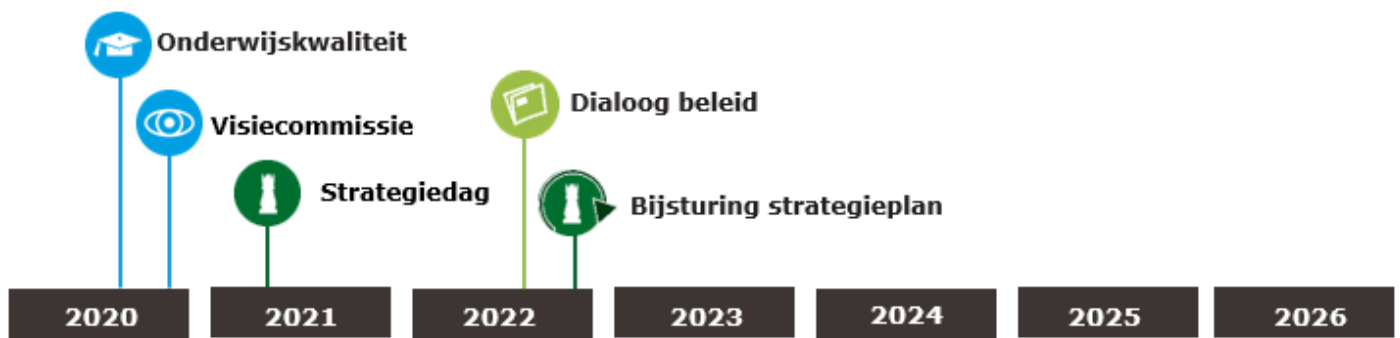 Onderwijskwaliteit
Visiecommissie
Dialoog beleid
Strategiedag
Bijsturing strategieplan
2020 2021 2022 2023 2024 2025 2026